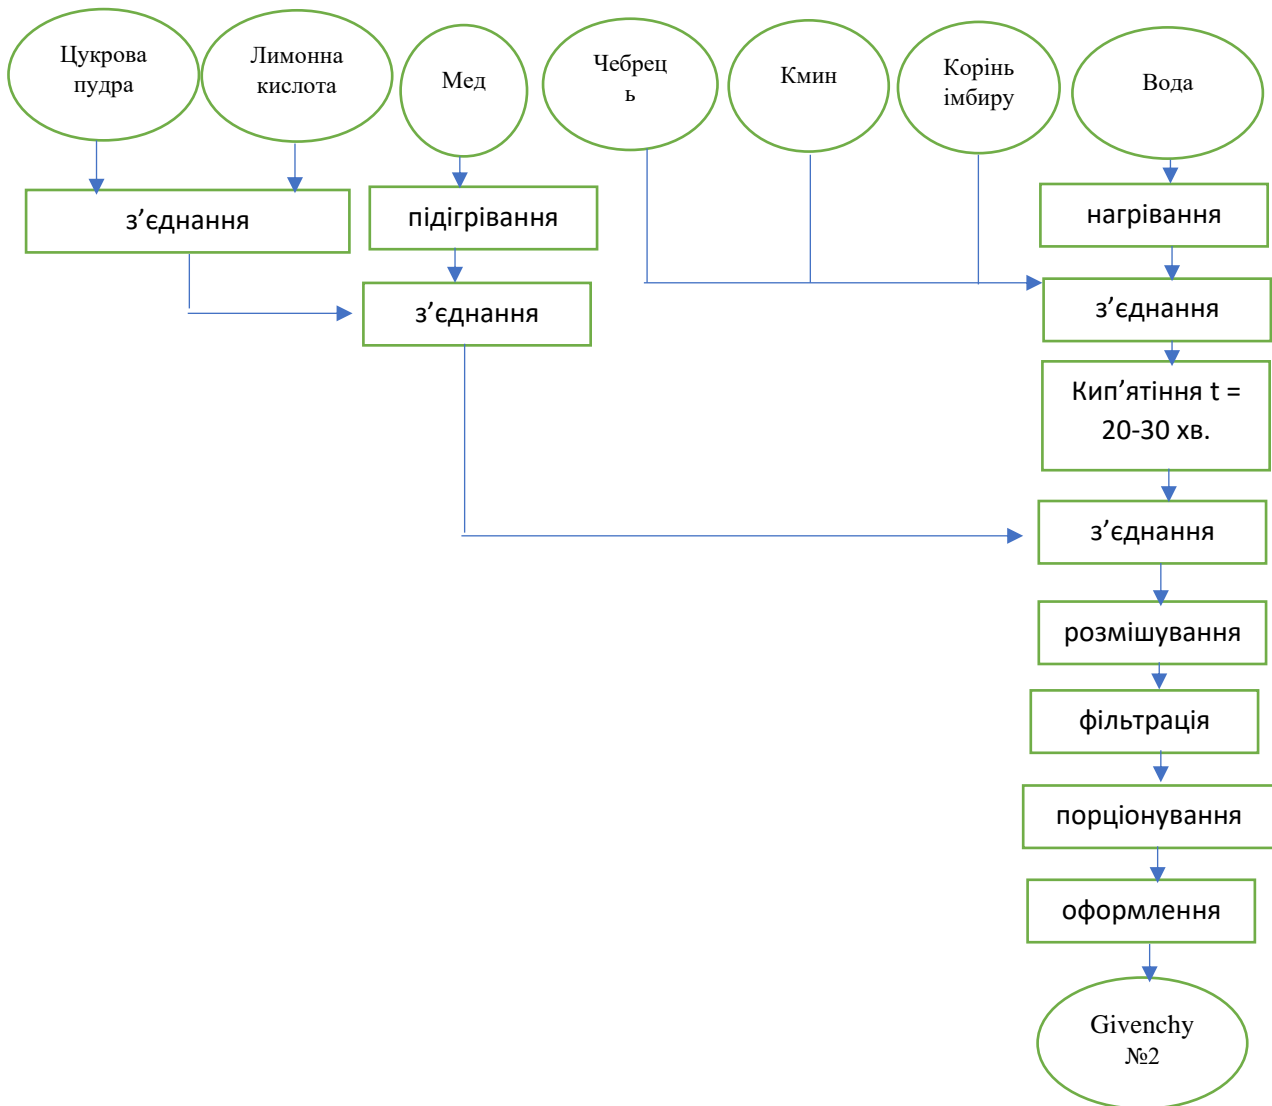 Цукрова
пудра
Лимонна
кислота
Мед
Чебрец
ь
Кмин
Корінь
імбиру
Вода
з’єднання
підігрівання
нагрівання
з’єднання
з’єднання
Кип’ятіння t =
20-30 хв.
з’єднання
розмішування
фільтрація
порціонування
оформлення
Givenchy
№2